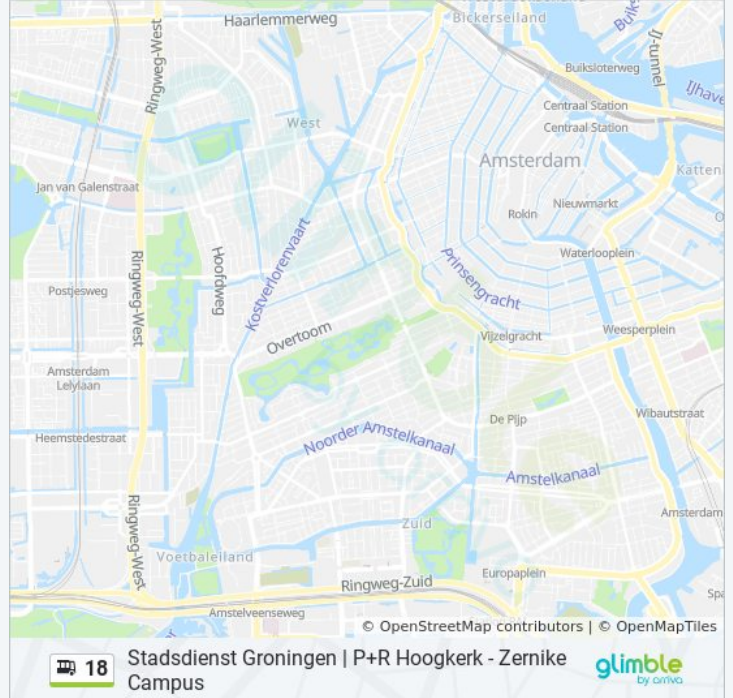 Haarlemmerweg
Bickerseiland
Ringweg-West
Buiksloterweg
IJ-tunnel
Centraal Station
Centraal Station
West
Amsterdam
Jan van Galenstraat
Rokin
Nieuwmarkt
Hoofdweg
Kostverlorenvaart
Prinsengracht
Waterlooplein
Postjesweg
Ringweg-West
Overtoom
Vijzelgracht
Weesperplein
Amsterdam
Lelylaan
De Pijp
Wibautstraat
Heemstedestraat
Noorder Amstelkanaal
Amstelkanaal
Ringweg-West
Zuid
Amsterdam
Voetbaleiland
Europaplein
Ringweg-Zuid
Amstelveenseweg
© OpenStreetMap contributors | © OpenMapTiles
18
Stadsdienst Groningen | P+R Hoogkerk - Zernike
Campus
glimble
by arriva